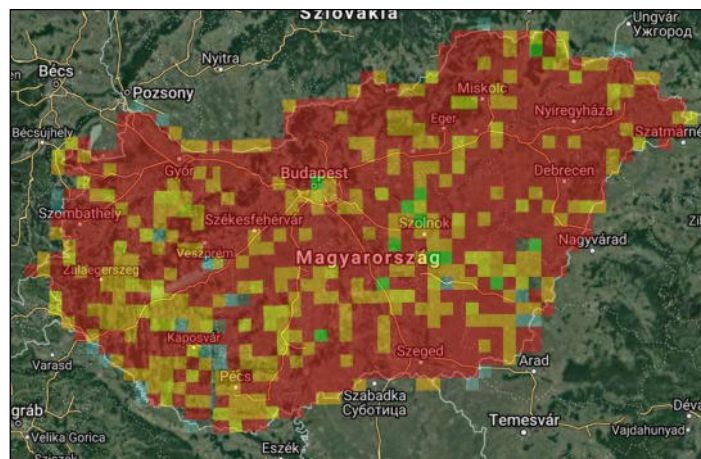 Szlovákia
Ungvár
Ужгород
Nyitra
Bécs
Pozsony
Miskolc
Nyíregyháza
Eger
Bécsújhely
Szatmárné
Győr
Budapest
Debrecen
Szombathely
Székesfehérvár
Szolnok
Nagyvárad
Veszprém
Magyarország
Zalaegerszeg
Kaposvár
Szeged
Varasd
Arad
Pécs
Szabadka
Суботица
gráb
Temesvár
Déva
Velika Gorica
Eszék
Vajdahunyad